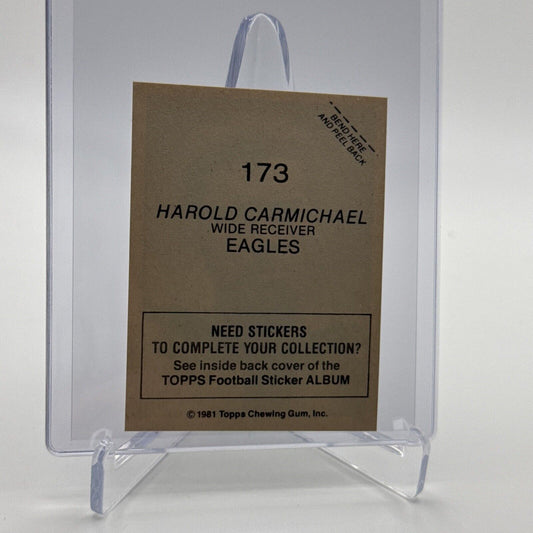 BEND HERE
AND PEEL BACK
173
HAROLD CARMICHAEL
WIDE RECEIVER
EAGLES
NEED STICKERS
TO COMPLETE YOUR COLLECTION?
See inside back cover of the
TOPPS Football Sticker ALBUM
© 1981 Topps Chewing Gum, Inc.